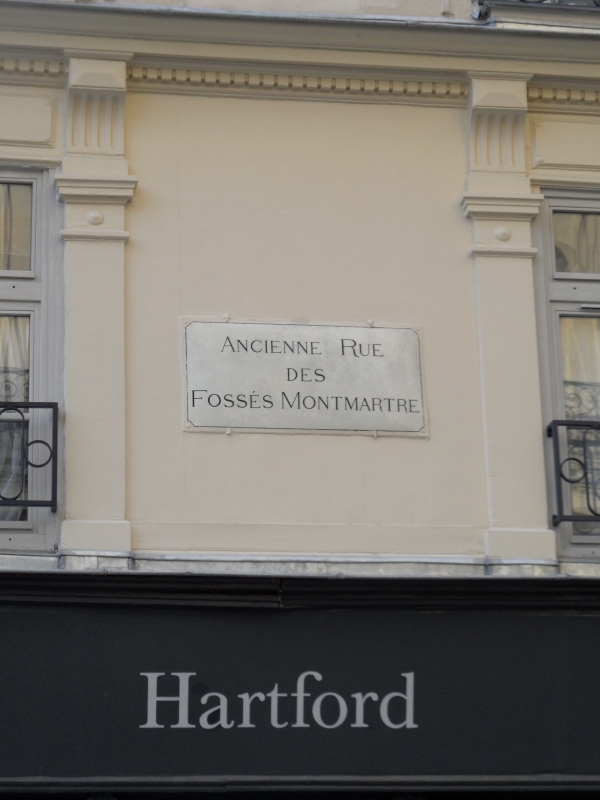 Ancienne Rue
des
Fossés Montmartre
Hartford